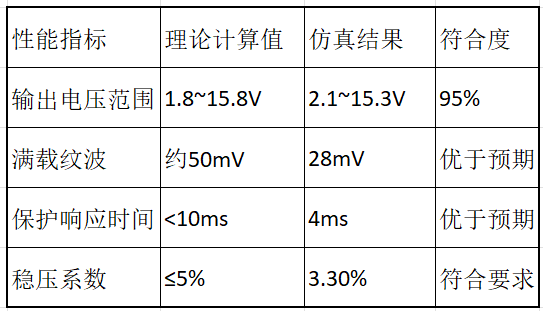 性能指标 理论计算值 仿真结果 符合度
输出电压范围 1.8~15.8V 2.1~15.3V 95%
满载纹波 约50mV 28mV 优于预期
保护响应时间 <10ms 4ms 优于预期
稳压系数 ≤5% 3.30% 符合要求